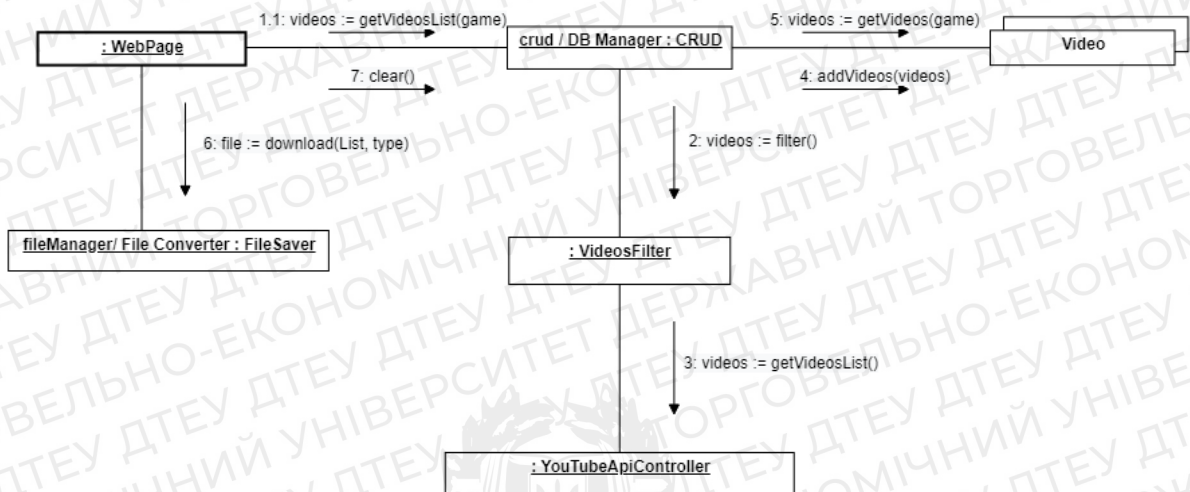 1.1: videos := getVideosList(game)
5: videos := getVideos(game)
: WebPage
crud / DB Manager : CRUD
Video
7: clear()
4: addVideos(videos)
6: file := download(List, type)
2: videos := filter()
fileManager/ File Converter : FileSaver
: VideosFilter
3: videos := getVideosList()
: YouTubeApiController